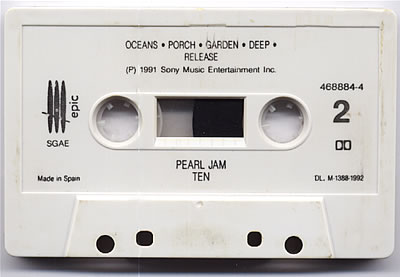 OCEANS • PORCH • GARDEN • DEEP •
RELEASE
(P) 1991 Sony Music Entertainment Inc.
468884-4
epic
2
SGAE
PEARL JAM
TEN
Made in Spain
DL. M-1388-1992